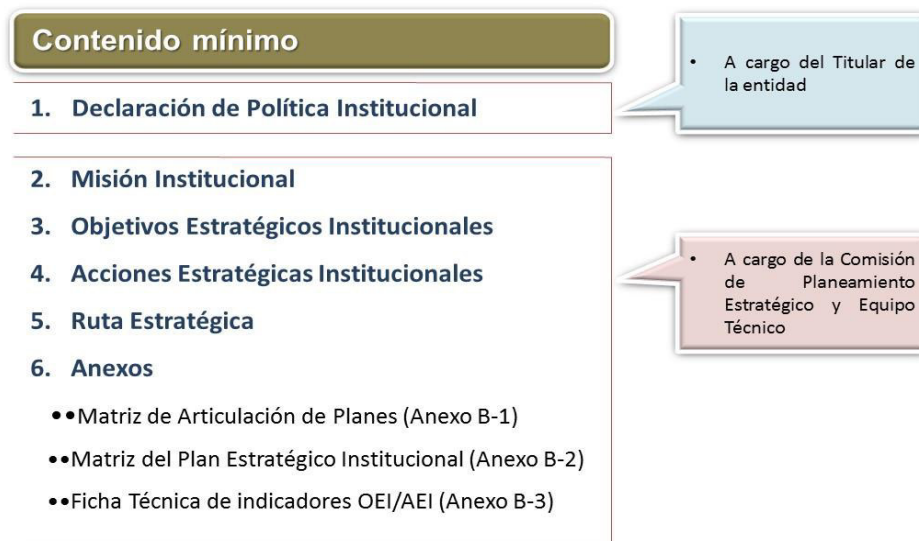 Contenido mínimo
1. Declaración de Política Institucional
• A cargo del Titular de
la entidad
2. Misión Institucional
3. Objetivos Estratégicos Institucionales
4. Acciones Estratégicas Institucionales
5. Ruta Estratégica
6. Anexos
••Matriz de Articulación de Planes (Anexo B-1)
••Matriz del Plan Estratégico Institucional (Anexo B-2)
••Ficha Técnica de indicadores OEI/AEI (Anexo B-3)
• A cargo de la Comisión
de Planeamiento
Estratégico y Equipo
Técnico